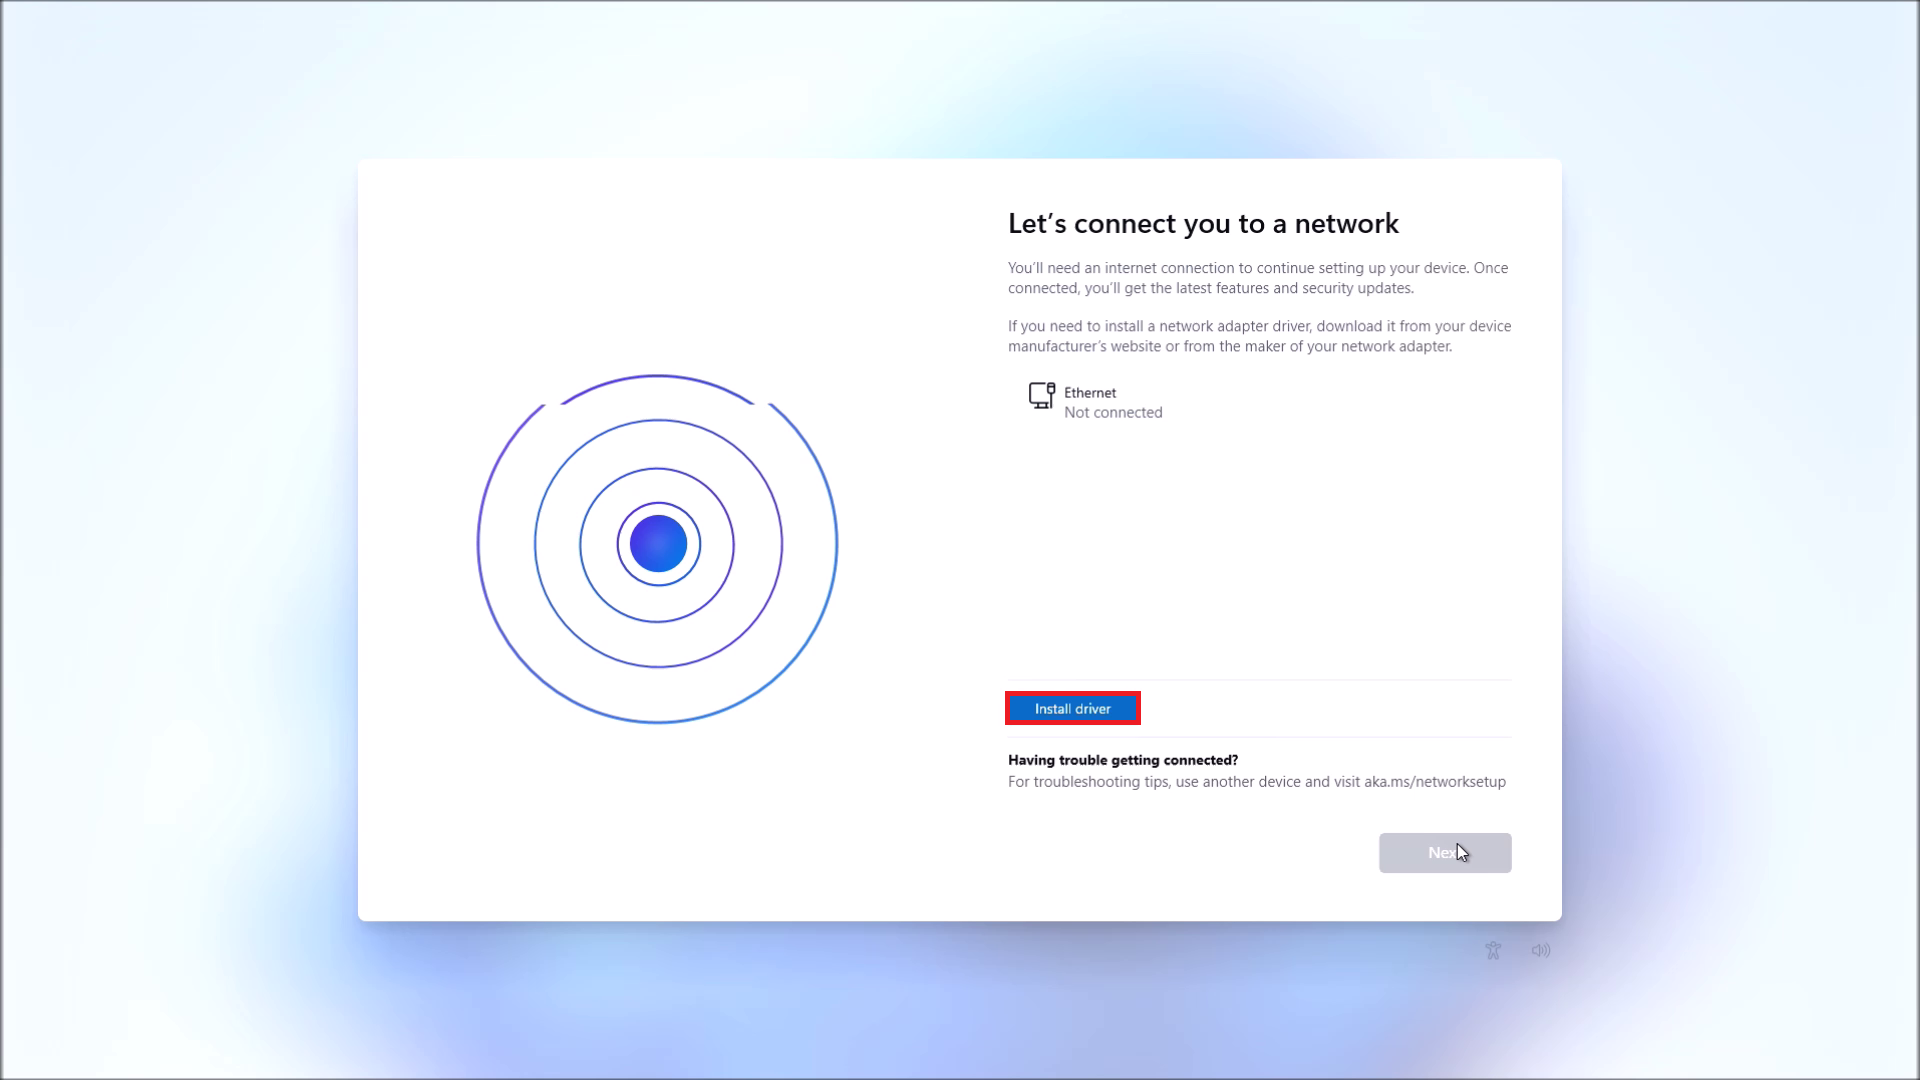 Let’s connect you to a network
You’ll need an internet connection to continue setting up your device. Once
connected, you’ll get the latest features and security updates.
If you need to install a network adapter driver, download it from your device
manufacturer’s website or from the maker of your network adapter.
Ethernet
Not connected
Install driver
Having trouble getting connected?
For troubleshooting tips, use another device and visit aka.ms/networksetup